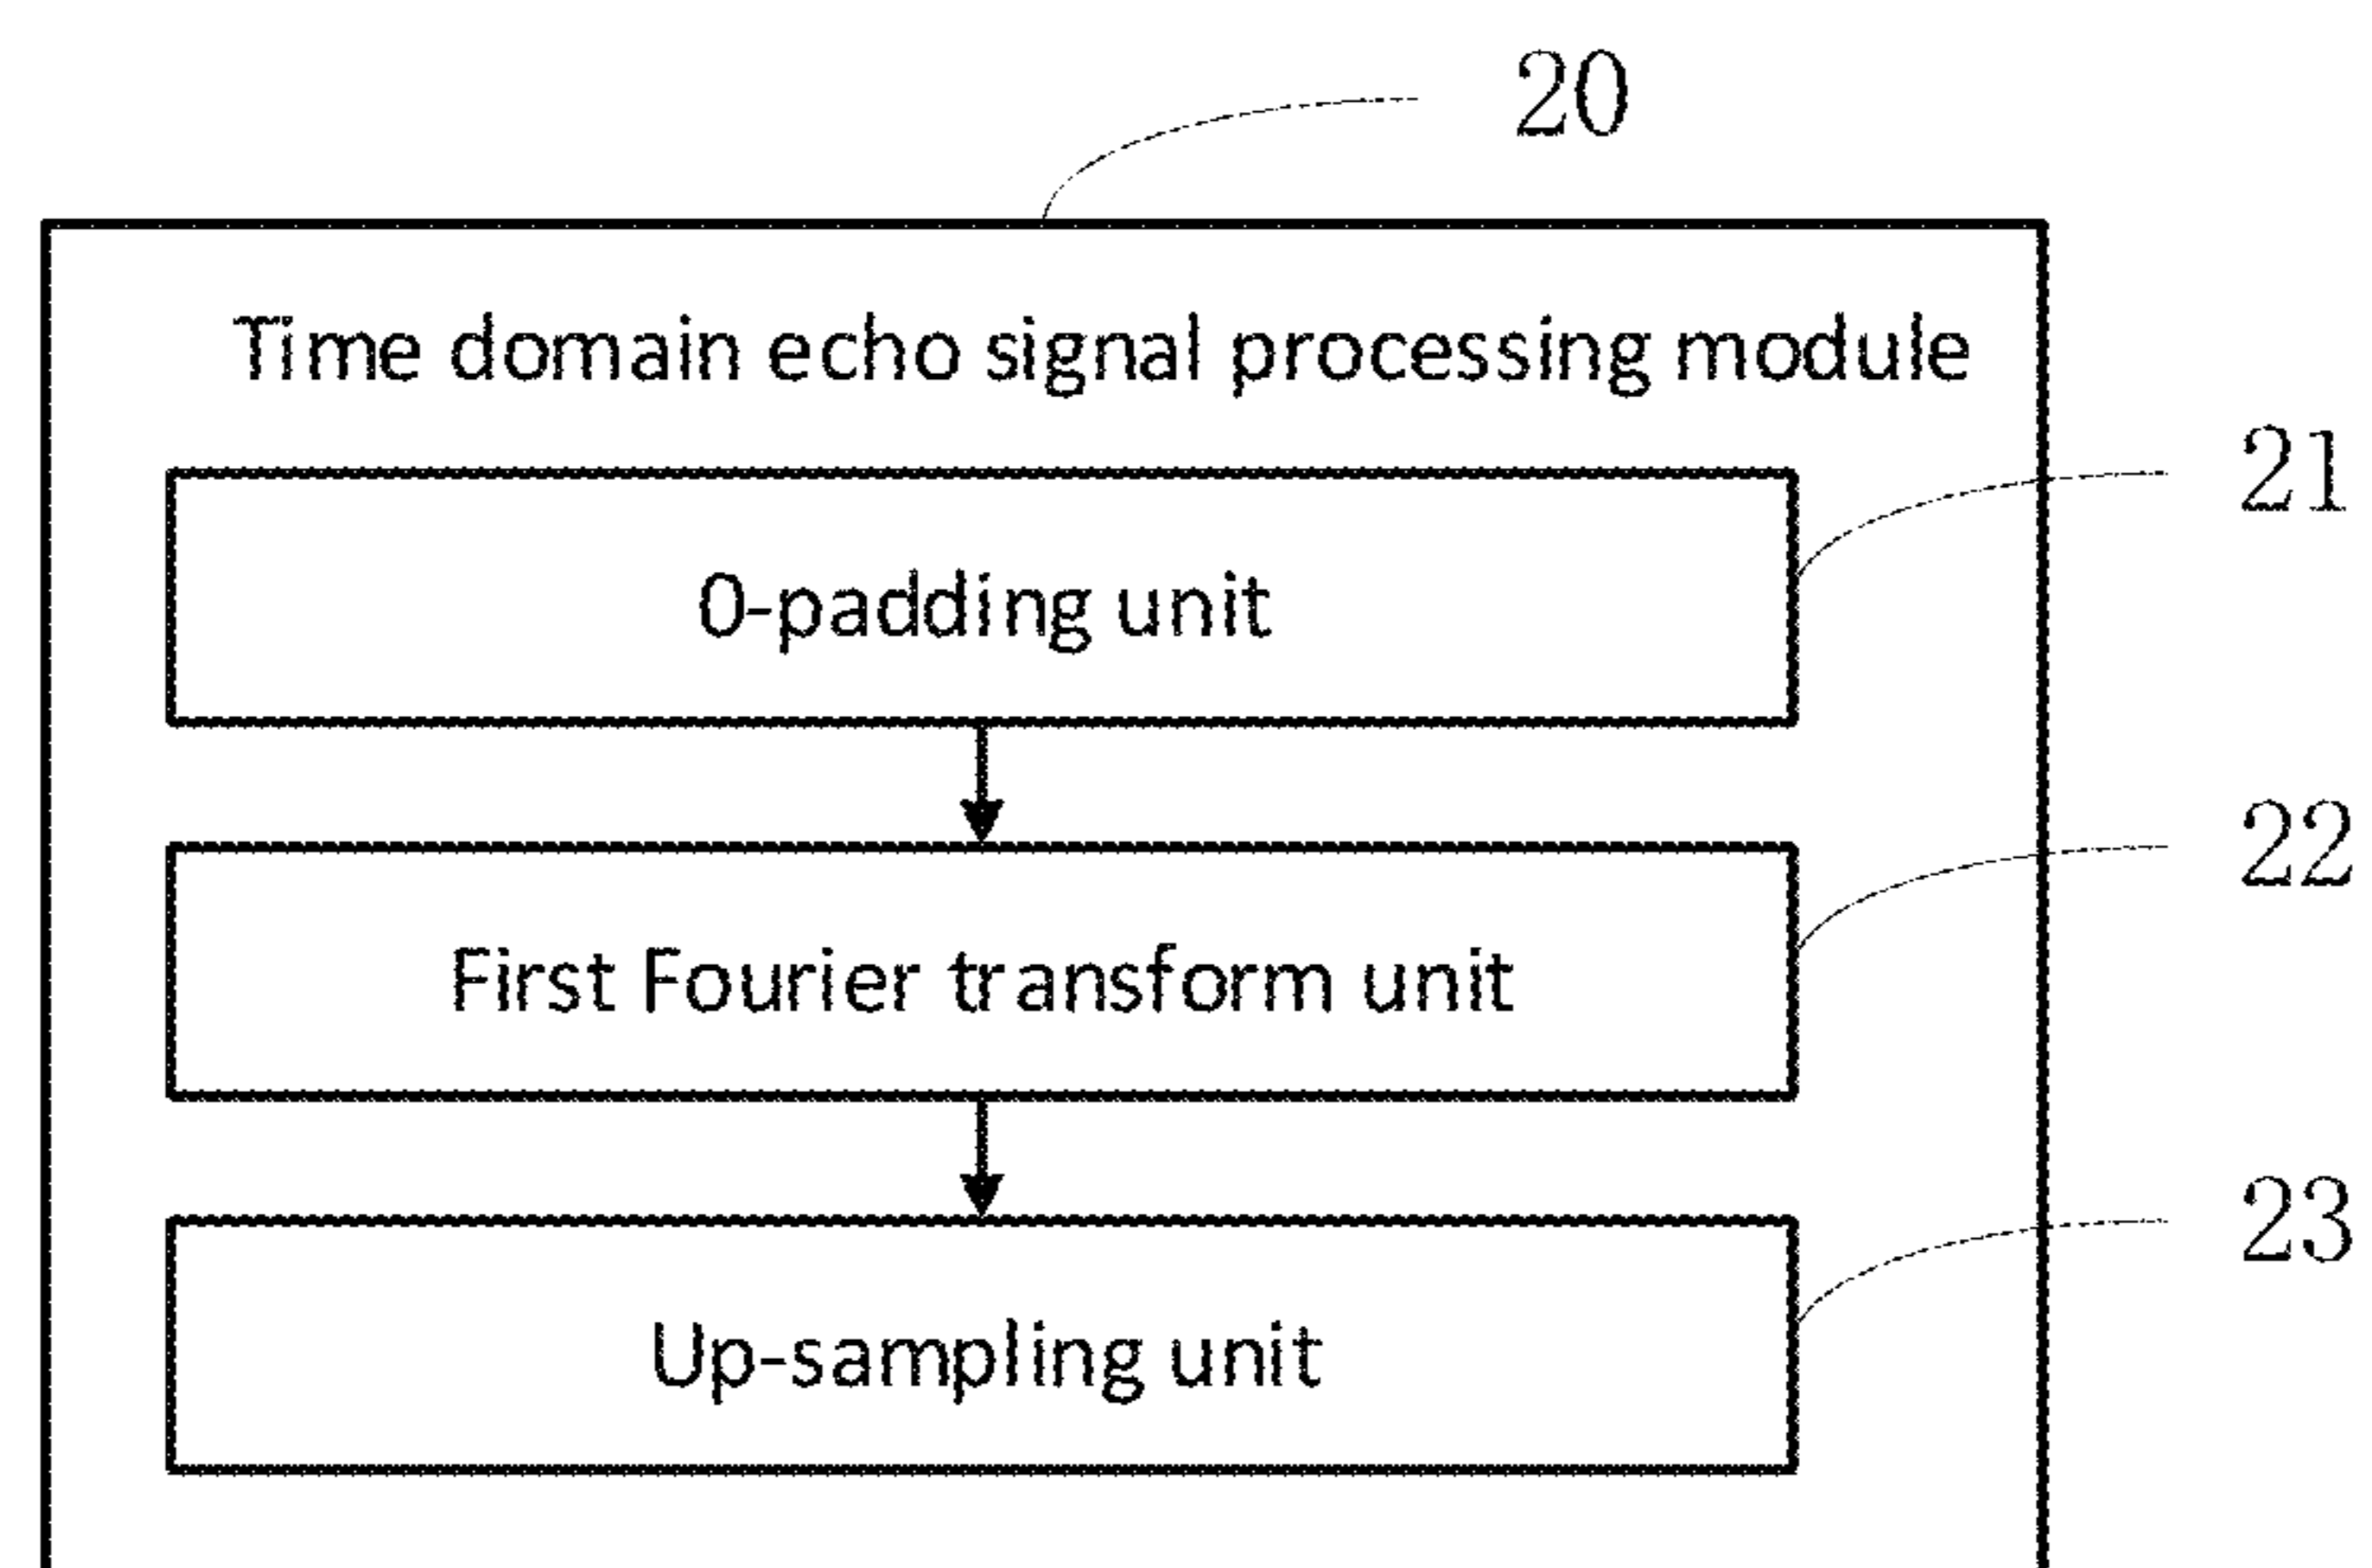 20
Time domain echo signal processing module
21
0-padding unit
22
First Fourier transform unit
23
Up-sampling unit